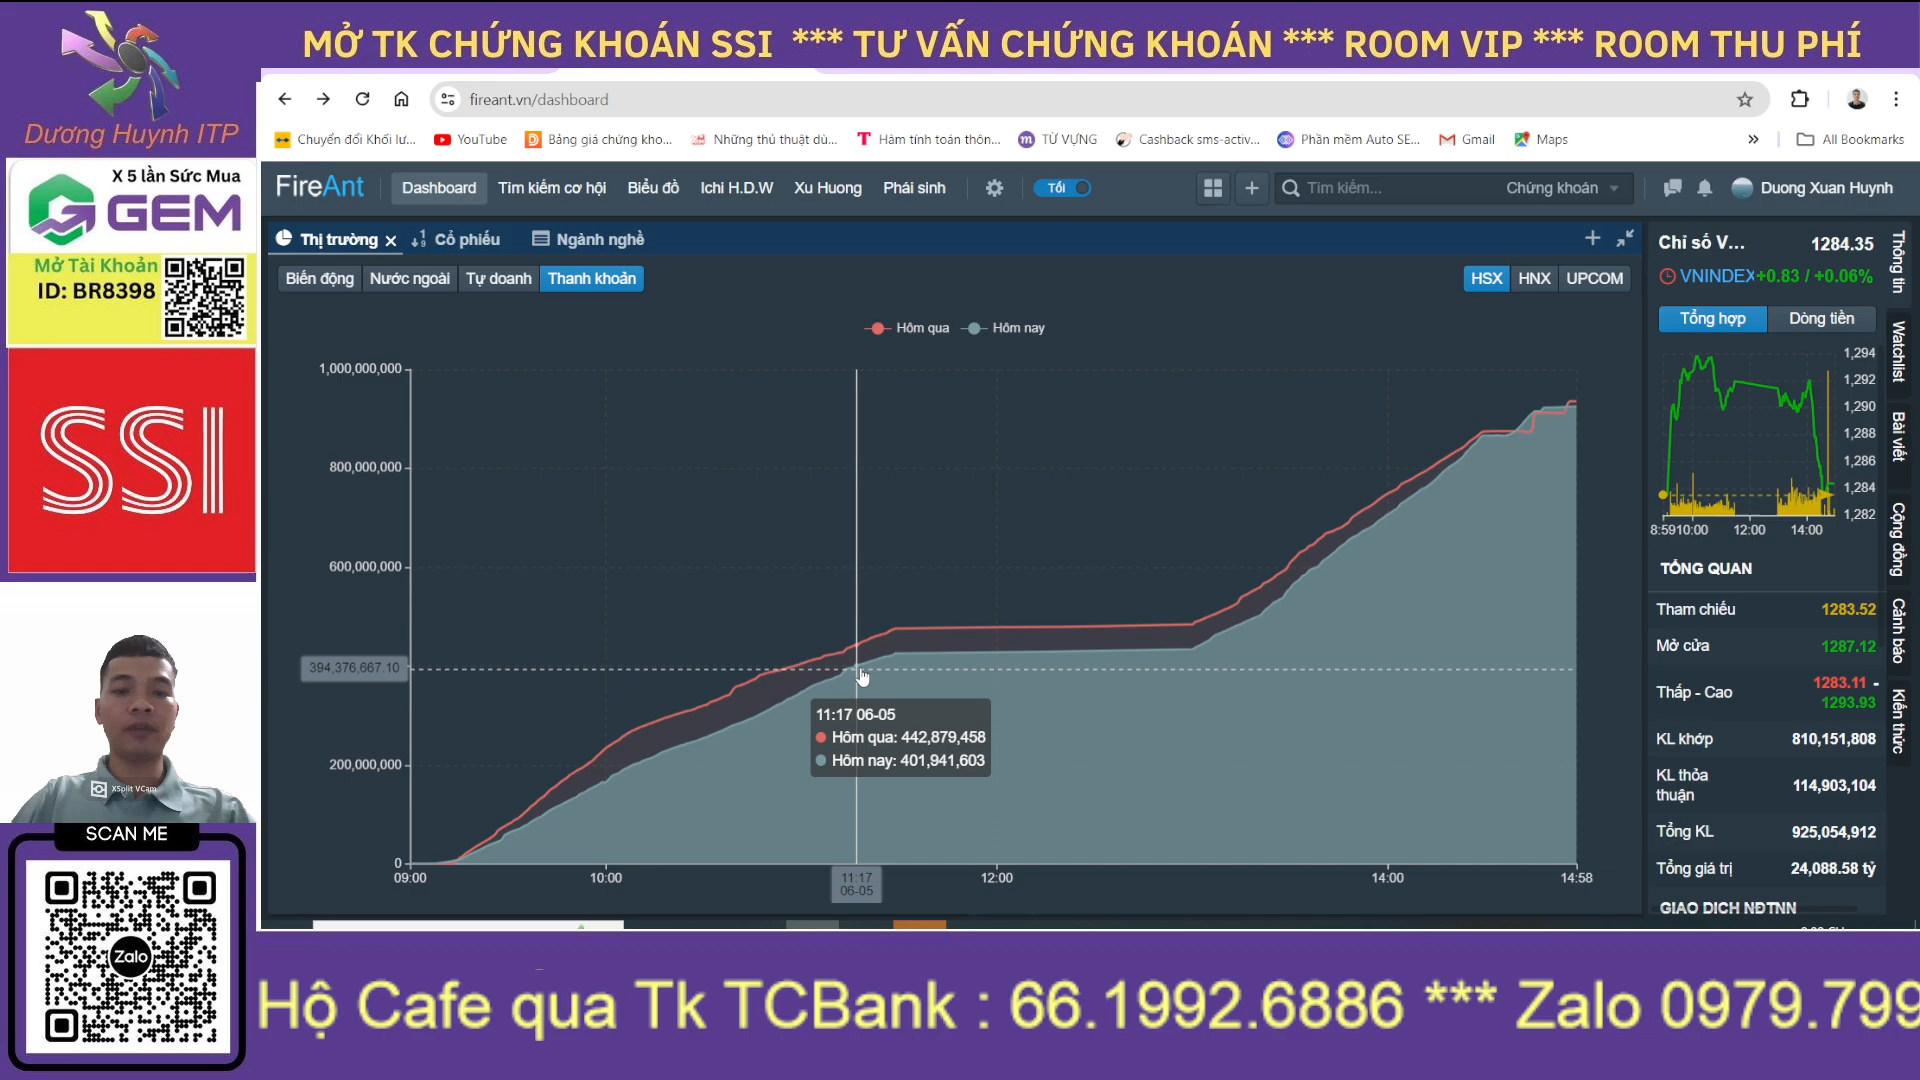 MỞ TK CHỨNG KHOÁN SSI *** TƯ VẤN CHỨNG KHOÁN *** ROOM VIP *** ROOM THU PHÍ
Dương Huynh ITP
X 5 lần Sức Mua
GEM
Mở Tài Khoản
ID: BR8398
SSI
XSplit VCam
SCAN ME
Zalo
fireant.vn/dashboard
Chuyển đổi Khối lư...
YouTube
Bảng giá chứng kho...
Những thủ thuật dù...
Hàm tính toán thôn...
TỪ VỰNG
Cashback sms-activ...
Phần mềm Auto SE...
Gmail
Maps
All Bookmarks
FireAnt
Dashboard
Tìm kiếm cơ hội
Biểu đồ
Ichi H.D.W
Xu Huong
Phái sinh
Tối
Tìm kiếm...
Chứng khoán
Duong Xuan Huynh
Thị trường
Cổ phiếu
Ngành nghề
Biến động
Nước ngoài
Tự doanh
Thanh khoản
HSX
HNX
UPCOM
Hôm qua
Hôm nay
1,000,000,000
800,000,000
600,000,000
394,376,667.10
200,000,000
0
11:17 06-05
Hôm qua: 442,879,458
Hôm nay: 401,941,603
09:00
10:00
11:17
06-05
12:00
14:00
14:58
Chỉ số V... 1284.35
VNINDEX +0.83 / +0.06%
Tổng hợp
Dòng tiền
1,294
1,292
1,290
1,288
1,286
1,284
1,282
8:59 10:00 12:00 14:00
TỔNG QUAN
Tham chiếu 1283.52
Mở cửa 1287.12
Thấp - Cao 1283.11 -
1293.93
KL khớp 810,151,808
KL thỏa
thuận 114,903,104
Tổng KL 925,054,912
Tổng giá trị 24,088.58 tỷ
GIAO DỊCH NĐTNN
Thông tin
Watchlist
Bài viết
Cộng đồng
Cảnh báo
Kiến thức
Hộ Cafe qua Tk TCBank : 66.1992.6886 *** Zalo 0979.799